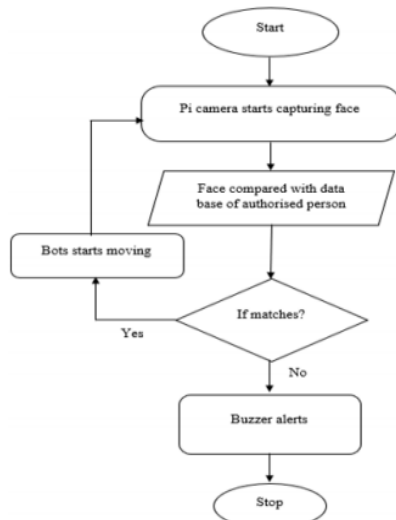 Start
Pi camera starts capturing face
Face compared with data
base of authorised person
Bots starts moving
If matches?
Yes
No
Buzzer alerts
Stop